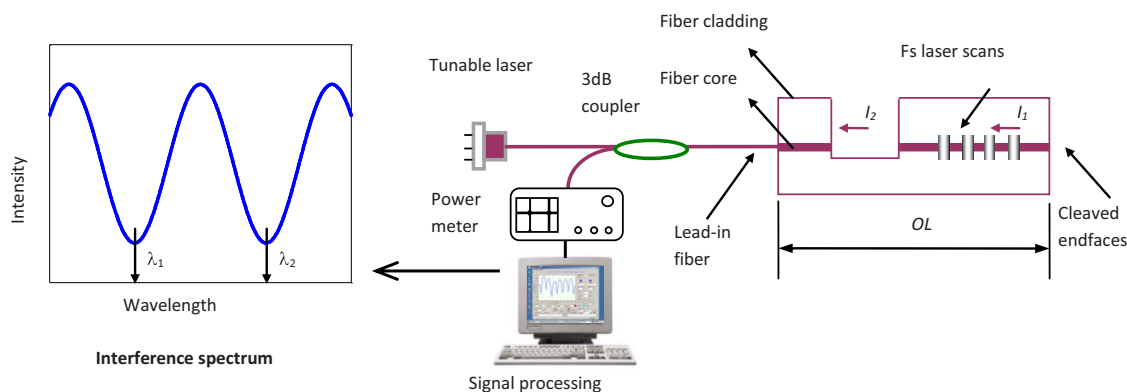 Fiber cladding
Tunable laser
3dB
coupler
Fiber core
Fs laser scans
I2
I1
Intensity
λ1
λ2
Wavelength
Interference spectrum
Power
meter
Lead-in
fiber
OL
Cleaved
endfaces
Signal processing